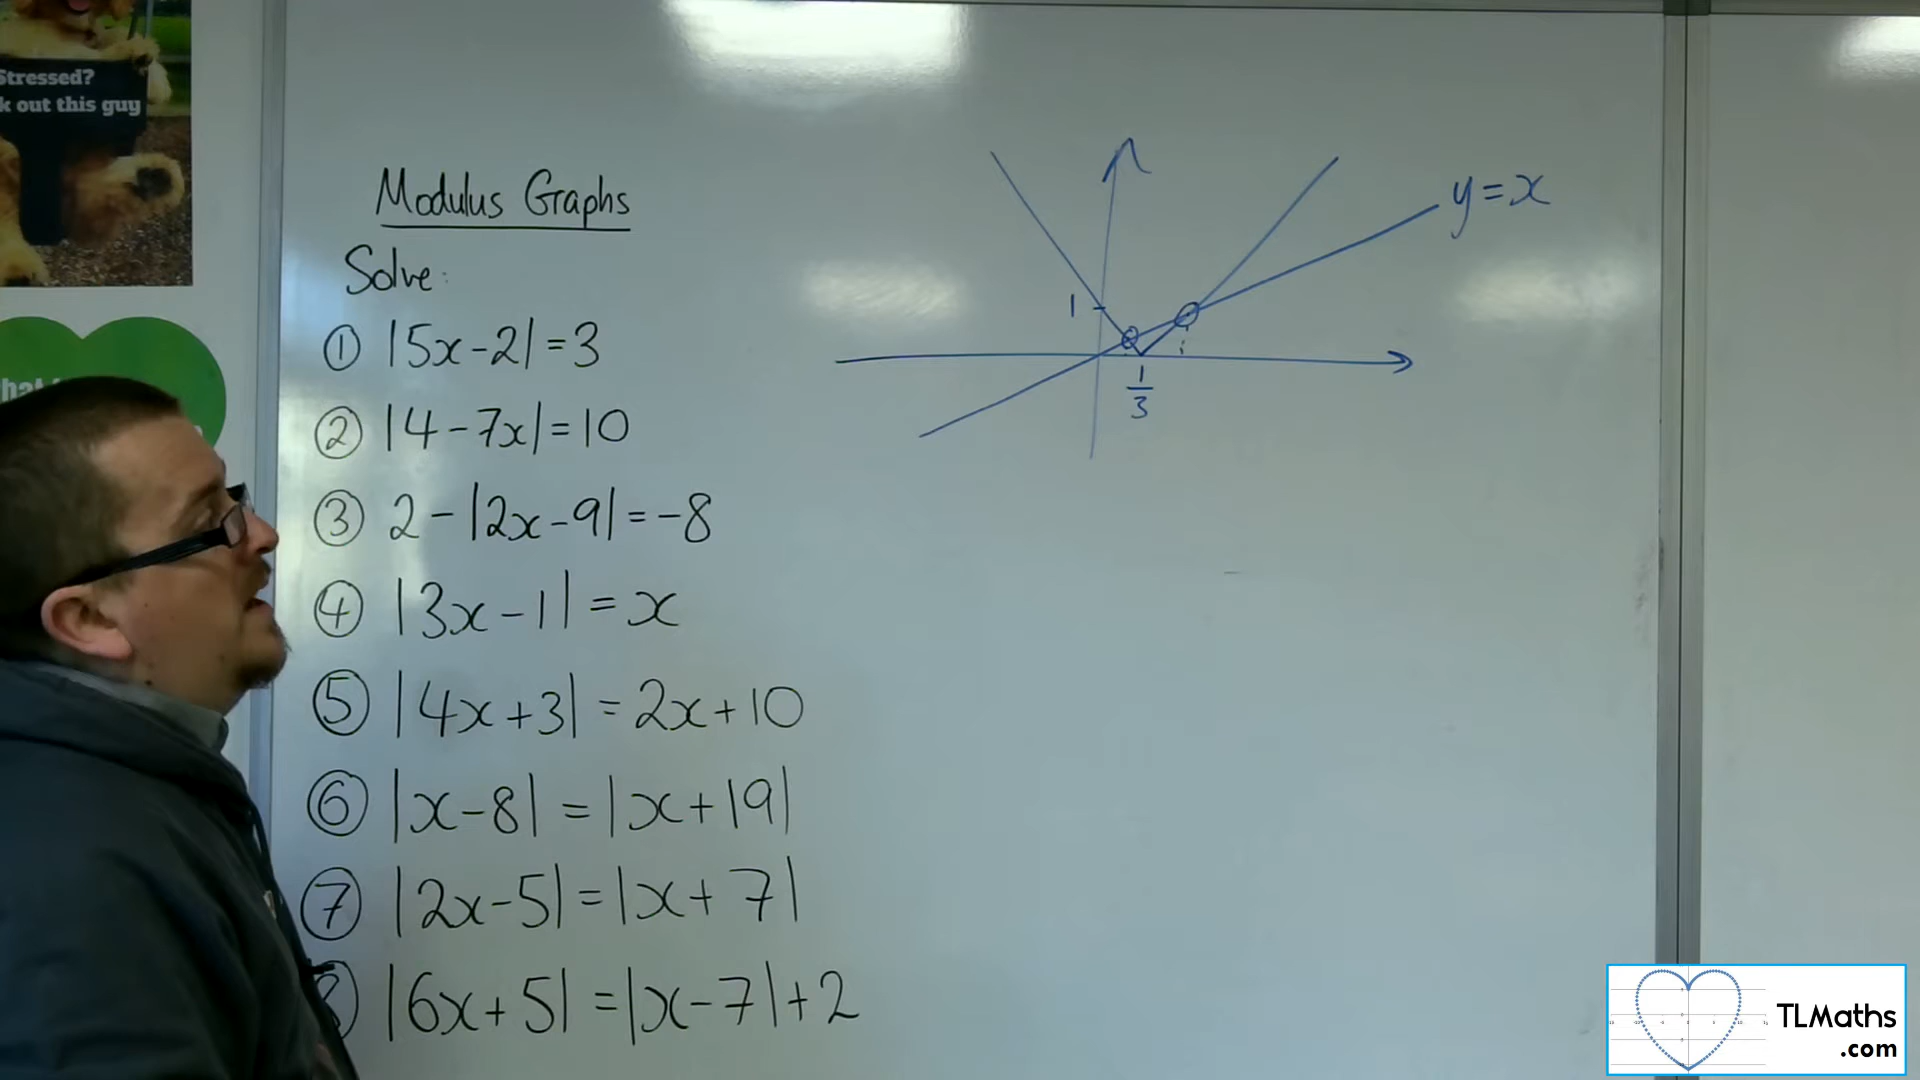 Stressed?
k out this guy
hat
Modulus Graphs
Solve:
① |5x-2|=3
② |4-7x|=10
③ 2-|2x-9|=-8
④ |3x-1|=x
⑤ |4x+3|=2x+10
⑥ |x-8|=|x+19|
⑦ |2x-5|=|x+7|
⑧ |6x+5|=|x-7|+2
y=x
1
1/3
TLMaths
.com